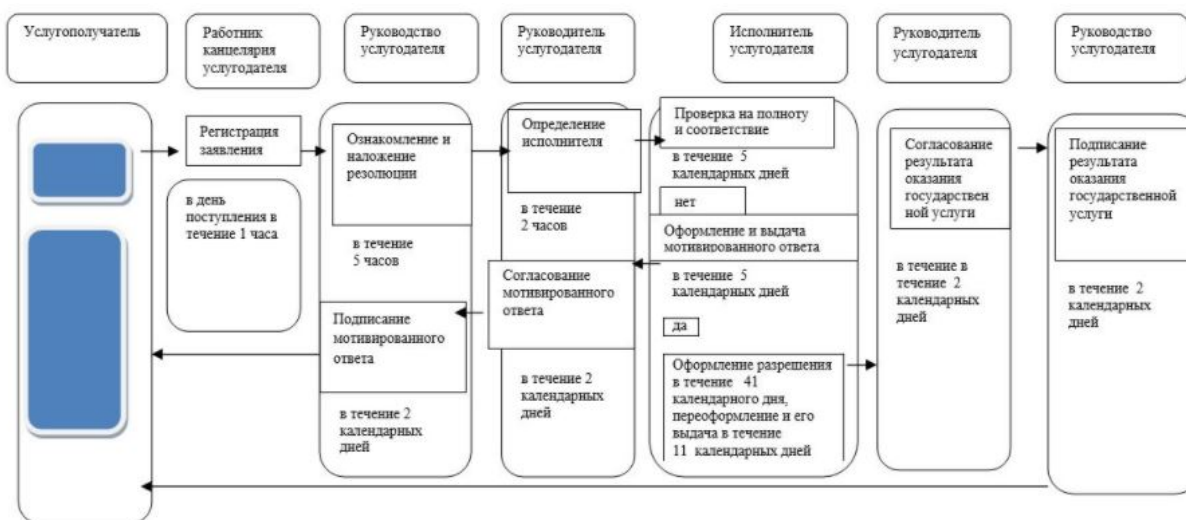 Услугополучатель
Работник
канцелярия
услугодателя
Руководство
услугодателя
Руководитель
услугодателя
Исполнитель
услугодателя
Руководитель
услугодателя
Руководство
услугодателя
Регистрация
заявления
в день
поступления в
течение 1 часа
Ознакомление и
наложение
резолюции
в течение
5 часов
Подписание
мотивированного
ответа
в течение 2
календарных
дней
Определение
исполнителя
в течение
2 часов
Согласование
мотивированного
ответа
в течение 2
календарных
дней
Проверка на полноту
и соответствие
в течение 5
календарных дней
нет
Оформление и выдача
мотивированного ответа
в течение 5
календарных дней
да
Оформление разрешения
в течение 41
календарного дня,
переоформление и его
выдача в течение
11 календарных дней
Согласование
результата
оказания
государствен
ной услуги
в течение в
течение 2
календарных
дней
Подписание
результата
оказания
государственной
услуги
в течение 2
календарных
дней